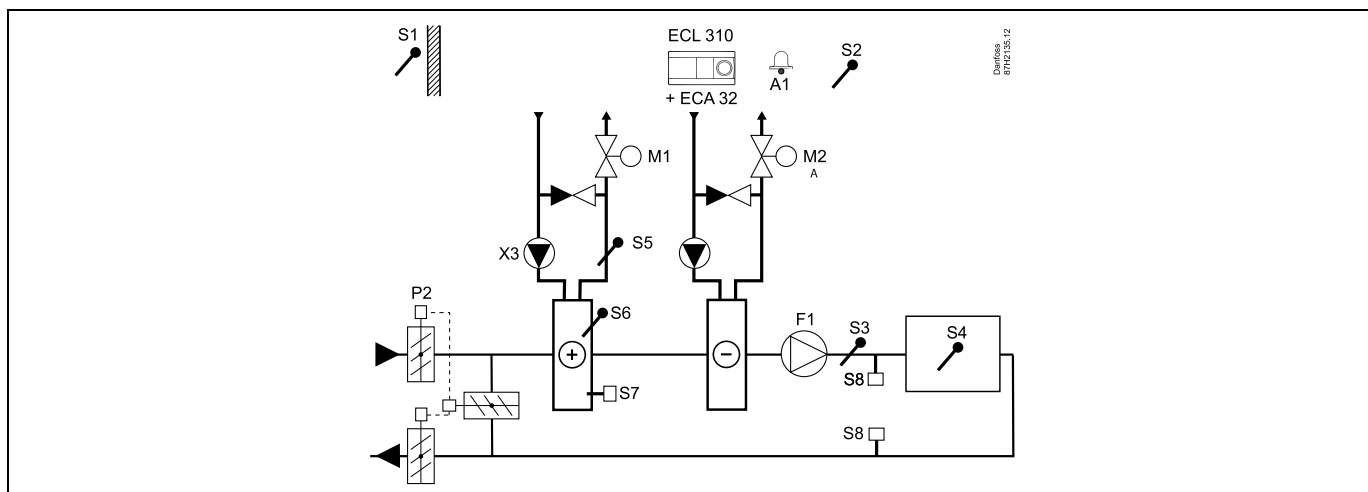 S1
ECL 310
+ ECA 32
A1
S2
Danfoss
87H2135.12
M1
M2
A
X3
S5
P2
S6
+
−
F1
S3
S4
S7
S8
S8